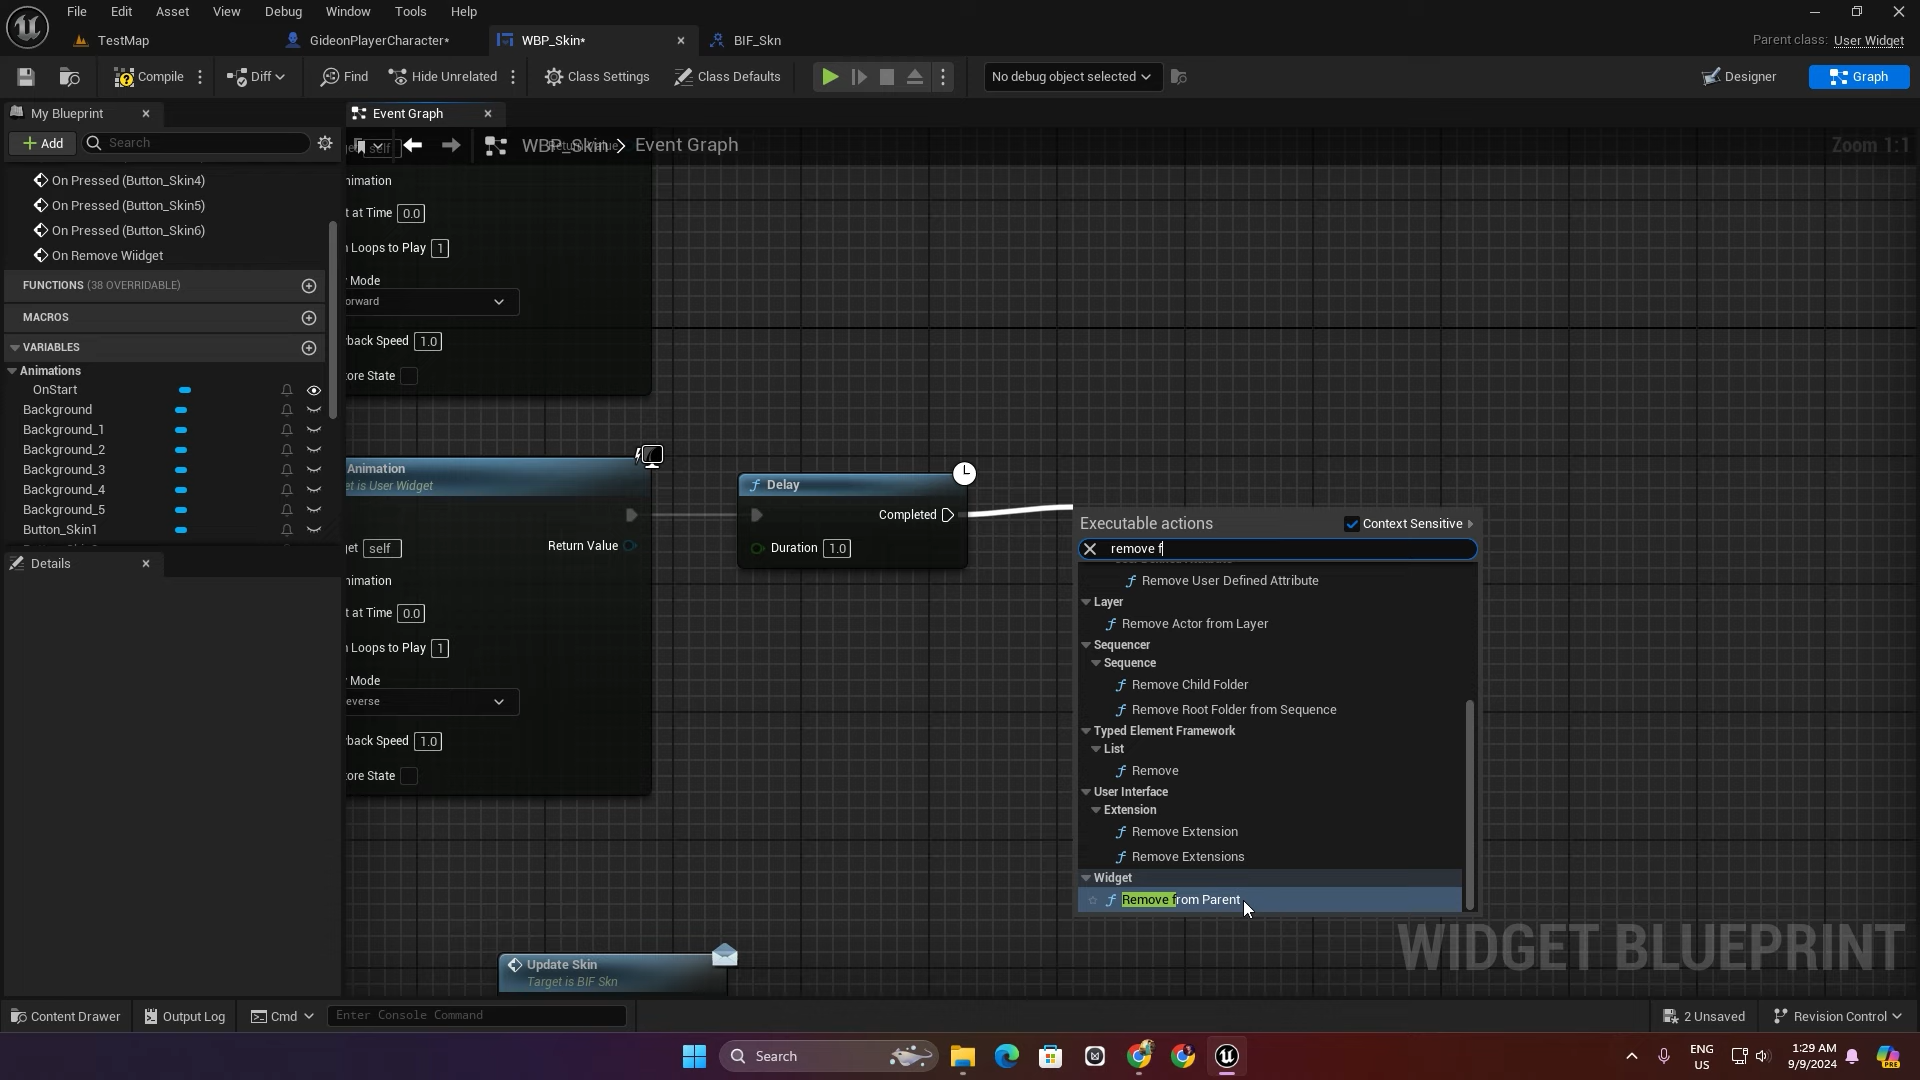 File Edit Asset View Debug Window Tools Help
TestMap
GideonPlayerCharacter*
WBP_Skin*
BIF_Skn
Parent class: User Widget
Compile
Diff
Find
Hide Unrelated
Class Settings
Class Defaults
No debug object selected
Designer
Graph
My Blueprint
Event Graph
Add
Search
WBP_Skin
Event Graph
Zoom 1:1
On Pressed (Button_Skin4)
On Pressed (Button_Skin5)
On Pressed (Button_Skin6)
On Remove Wiidget
FUNCTIONS (38 OVERRIDABLE)
MACROS
VARIABLES
Animations
OnStart
Background
Background_1
Background_2
Background_3
Background_4
Background_5
Button_Skin1
Details
self
Return Value
nimation
t at Time 0.0
Loops to Play 1
Mode
orward
back Speed 1.0
ore State
Animation
et is User Widget
get self
Return Value
nimation
t at Time 0.0
Loops to Play 1
Mode
everse
back Speed 1.0
ore State
Delay
Completed
Duration 1.0
Executable actions
Context Sensitive
remove f
Remove User Defined Attribute
Layer
Remove Actor from Layer
Sequencer
Sequence
Remove Child Folder
Remove Root Folder from Sequence
Typed Element Framework
List
Remove
User Interface
Extension
Remove Extension
Remove Extensions
Widget
Remove from Parent
Update Skin
Target is BIF Skn
WIDGET BLUEPRINT
Content Drawer
Output Log
Cmd
Enter Console Command
2 Unsaved
Revision Control
Search
ENG
US
1:29 AM
9/9/2024
PRE